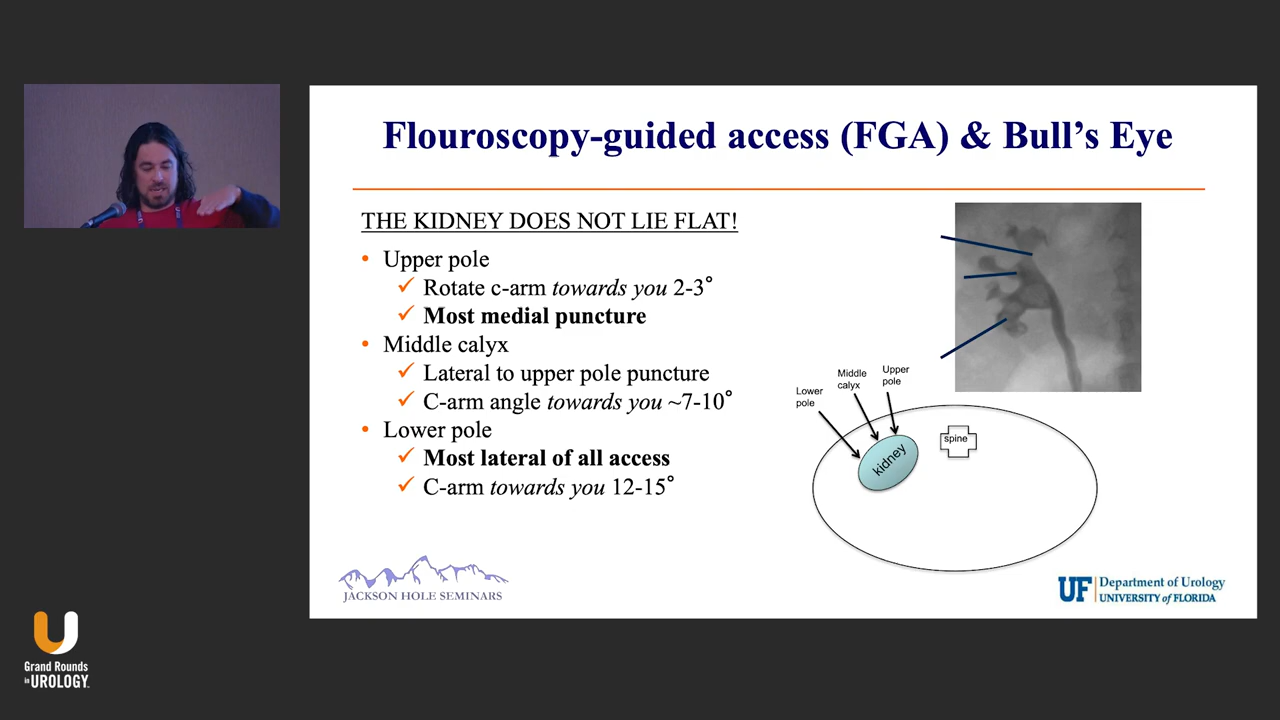 Flouroscopy-guided access (FGA) & Bull's Eye
THE KIDNEY DOES NOT LIE FLAT!
• Upper pole
✓ Rotate c-arm towards you 2-3°
✓ Most medial puncture
• Middle calyx
✓ Lateral to upper pole puncture
✓ C-arm angle towards you ~7-10°
• Lower pole
✓ Most lateral of all access
✓ C-arm towards you 12-15°
Lower
pole
Middle
calyx
Upper
pole
kidney
spine
JACKSON HOLE SEMINARS
UF Department of Urology
UNIVERSITY of FLORIDA
Grand Rounds
in UROLOGY